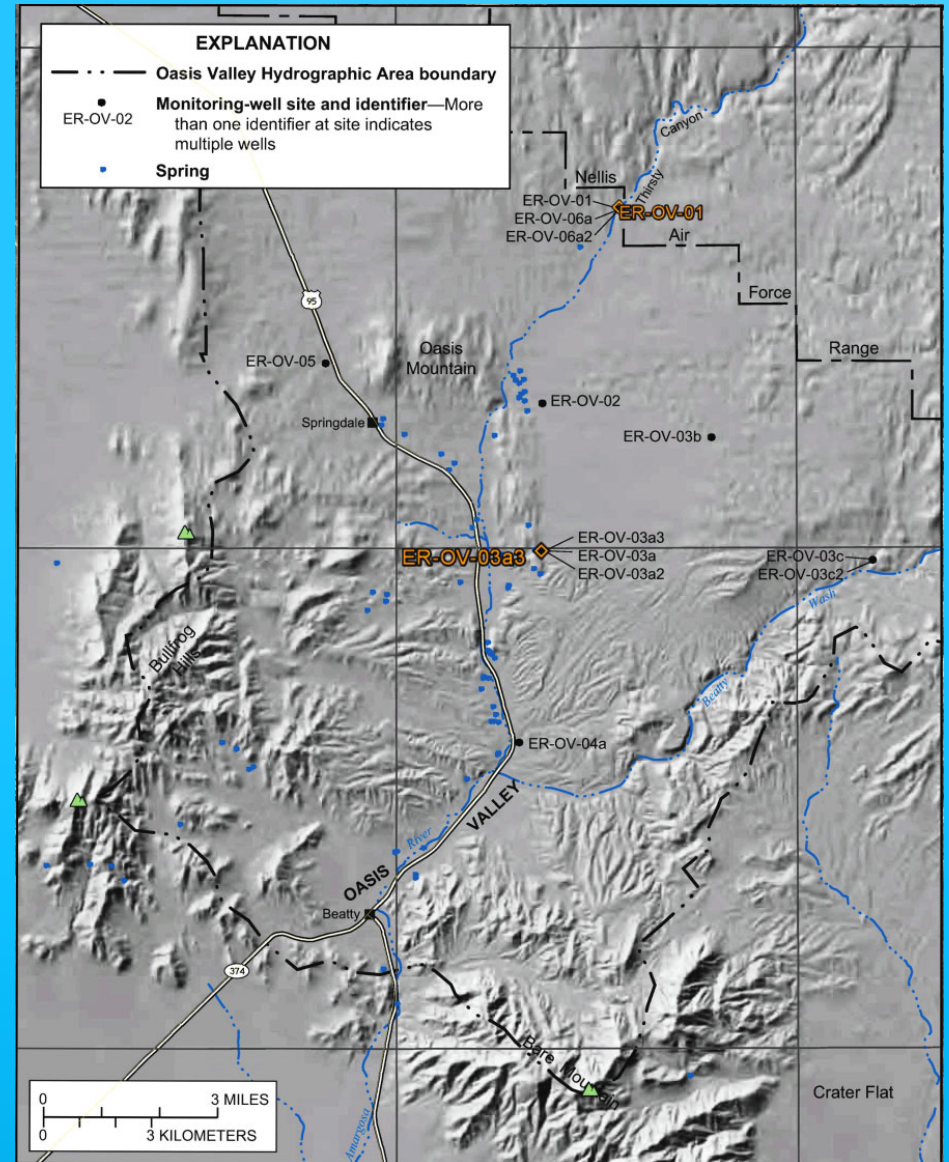 EXPLANATION
Oasis Valley Hydrographic Area boundary
ER-OV-02
Monitoring-well site and identifier—More
than one identifier at site indicates
multiple wells
Spring
Canyon
Thirsty
Nellis
ER-OV-01
ER-OV-06a
ER-OV-06a2
ER-OV-01
Air
Force
Range
95
Oasis
Mountain
ER-OV-05
ER-OV-02
Springdale
ER-OV-03b
ER-OV-03a3
ER-OV-03a3
ER-OV-03a
ER-OV-03a2
ER-OV-03c
ER-OV-03c2
Wash
Beatty
Bullfrog
Hills
ER-OV-04a
OASIS VALLEY
River
Beatty
374
Bare Mountain
Crater Flat
Amargosa
0 3 MILES
0 3 KILOMETERS